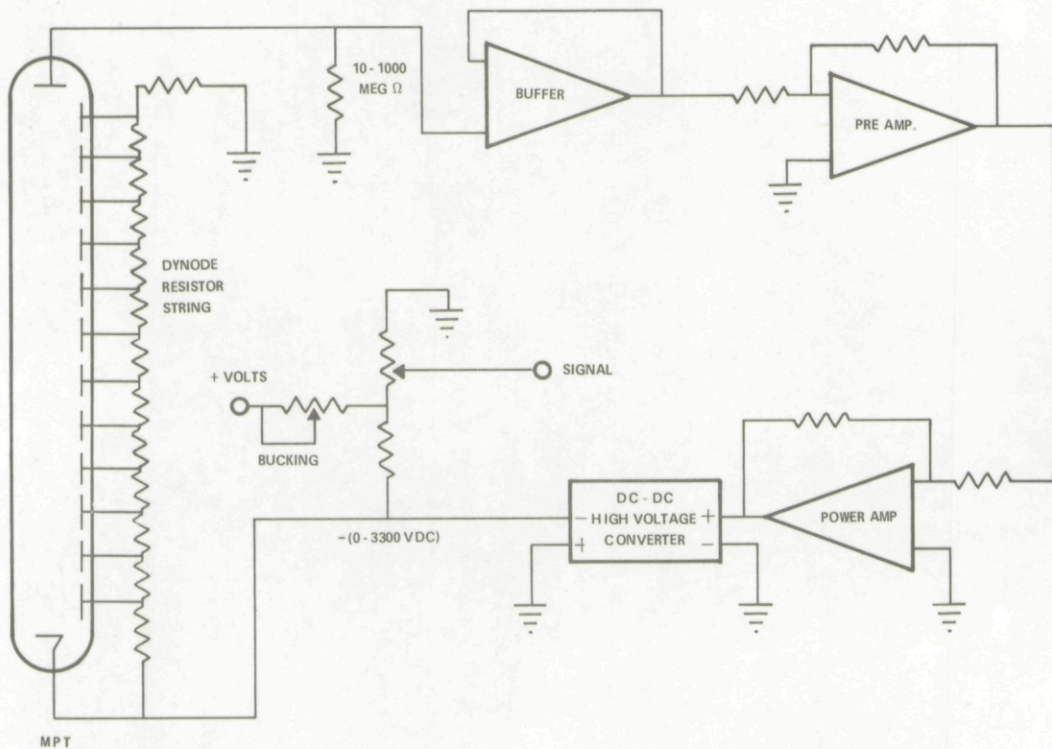 10 - 1000
MEG Ω
BUFFER
PRE AMP.
DYNODE
RESISTOR
STRING
+ VOLTS
SIGNAL
BUCKING
DC - DC
- HIGH VOLTAGE +
+ CONVERTER -
POWER AMP
-(0 - 3300 VDC)
MPT